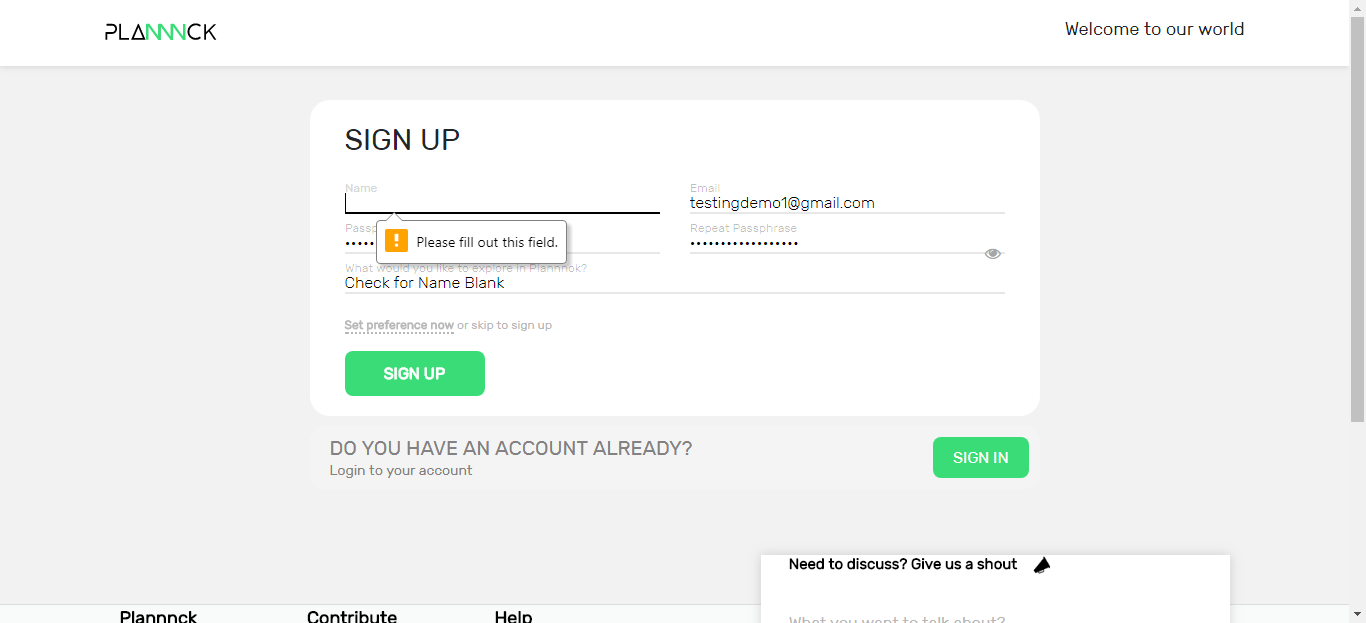 PLANNNCK
Welcome to our world
SIGN UP
Name
Email
testingdemo1@gmail.com
Passp
Repeat Passphrase
•••••
••••••••••••••••••
! Please fill out this field.
What would you like to explore in Plannnck?
Check for Name Blank
Set preference now or skip to sign up
SIGN UP
DO YOU HAVE AN ACCOUNT ALREADY?
Login to your account
SIGN IN
Need to discuss? Give us a shout
What you want to talk about?
Plannnck
Contribute
Help